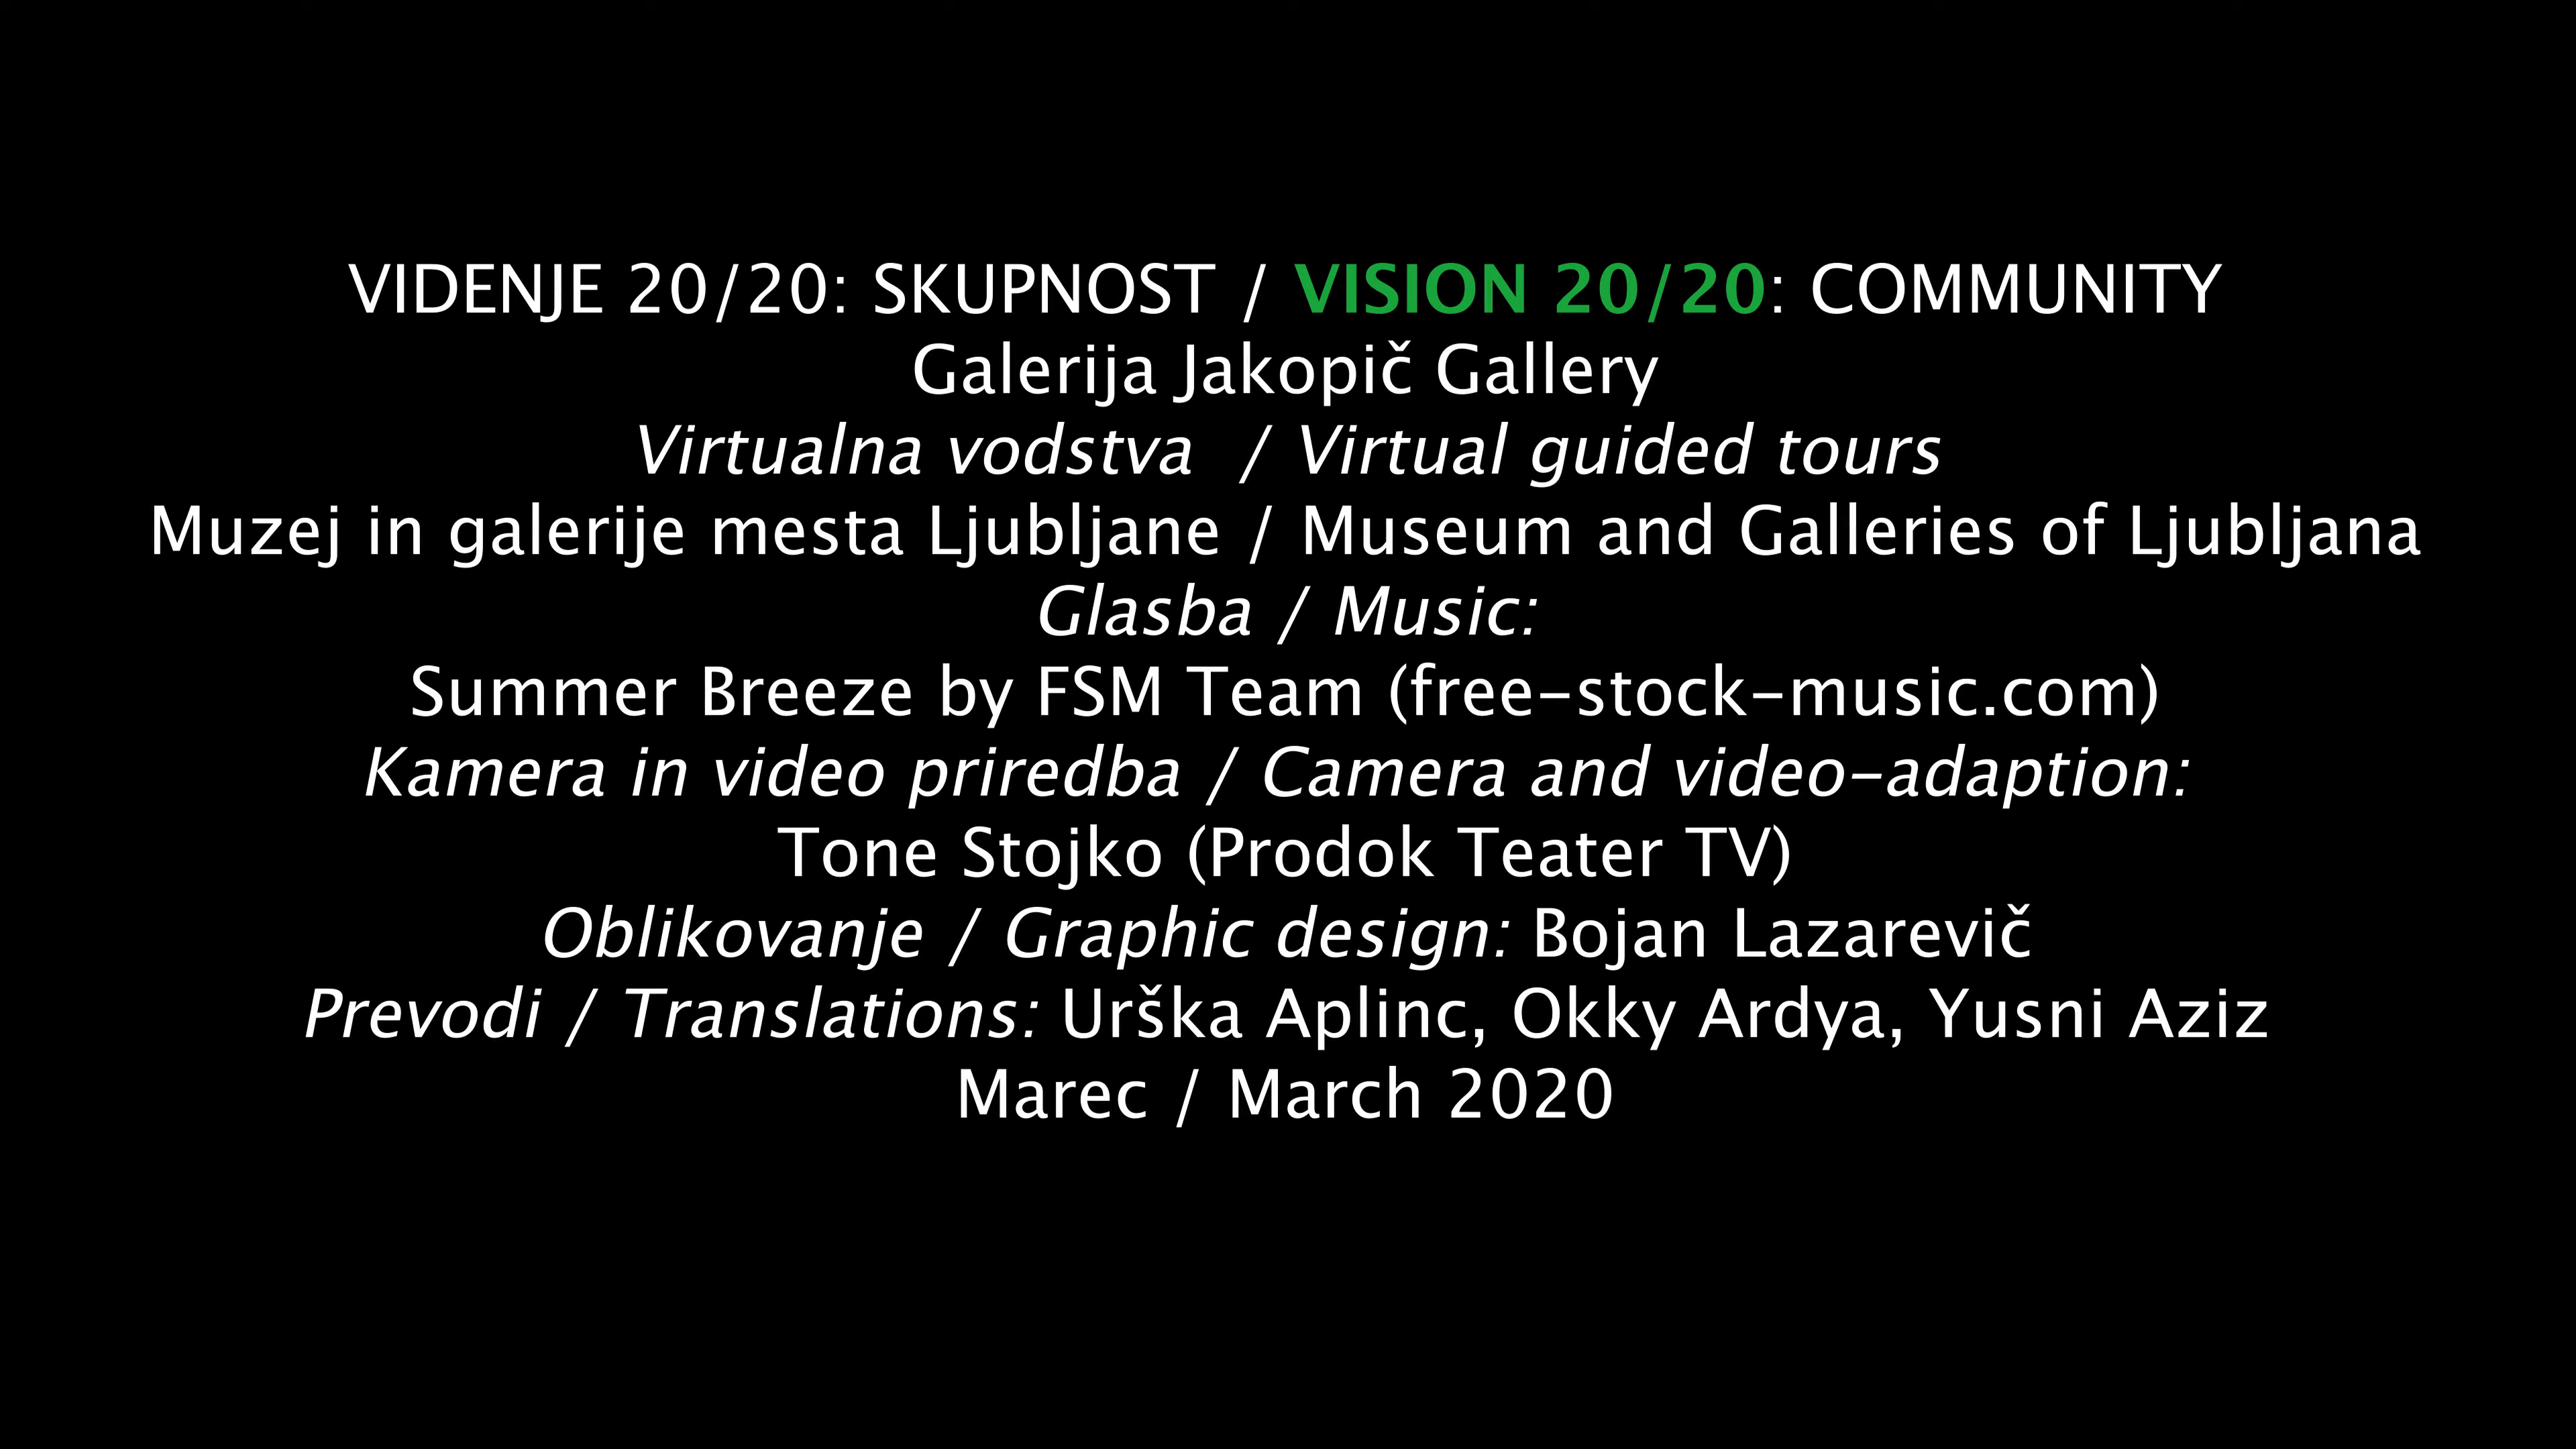 VIDENJE 20/20: SKUPNOST / VISION 20/20: COMMUNITY
Galerija Jakopič Gallery
Virtualna vodstva / Virtual guided tours
Muzej in galerije mesta Ljubljane / Museum and Galleries of Ljubljana
Glasba / Music:
Summer Breeze by FSM Team (free-stock-music.com)
Kamera in video priredba / Camera and video-adaption:
Tone Stojko (Prodok Teater TV)
Oblikovanje / Graphic design: Bojan Lazarevič
Prevodi / Translations: Urška Aplinc, Okky Ardya, Yusni Aziz
Marec / March 2020